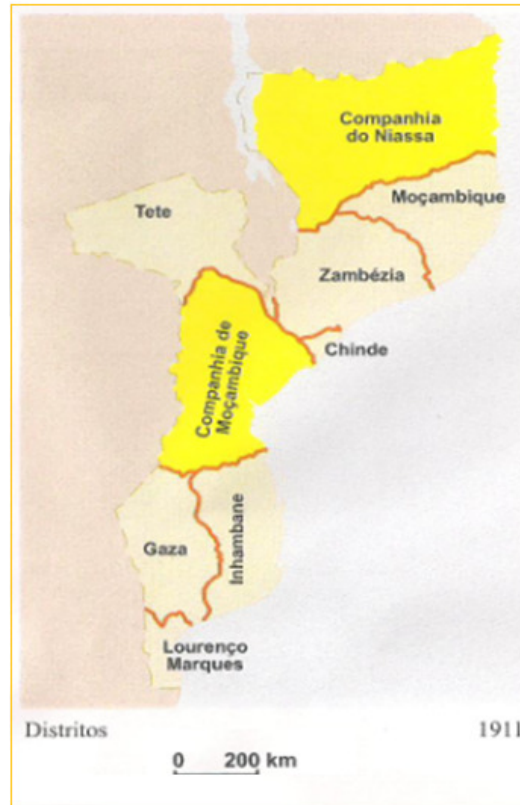 Companhia
do Niassa
Moçambique
Tete
Zambézia
Chinde
Companhia de
Moçambique
Gaza
Inhambane
Lourenço
Marques
Distritos
1911
0 200 km